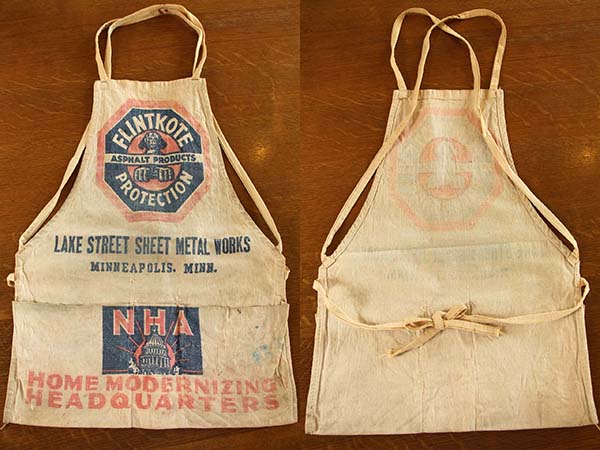 FLINTKOTE
ASPHALT PRODUCTS
PROTECTION
LAKE STREET SHEET METAL WORKS
MINNEAPOLIS. MINN.
NHA
HOME MODERNIZING
HEADQUARTERS